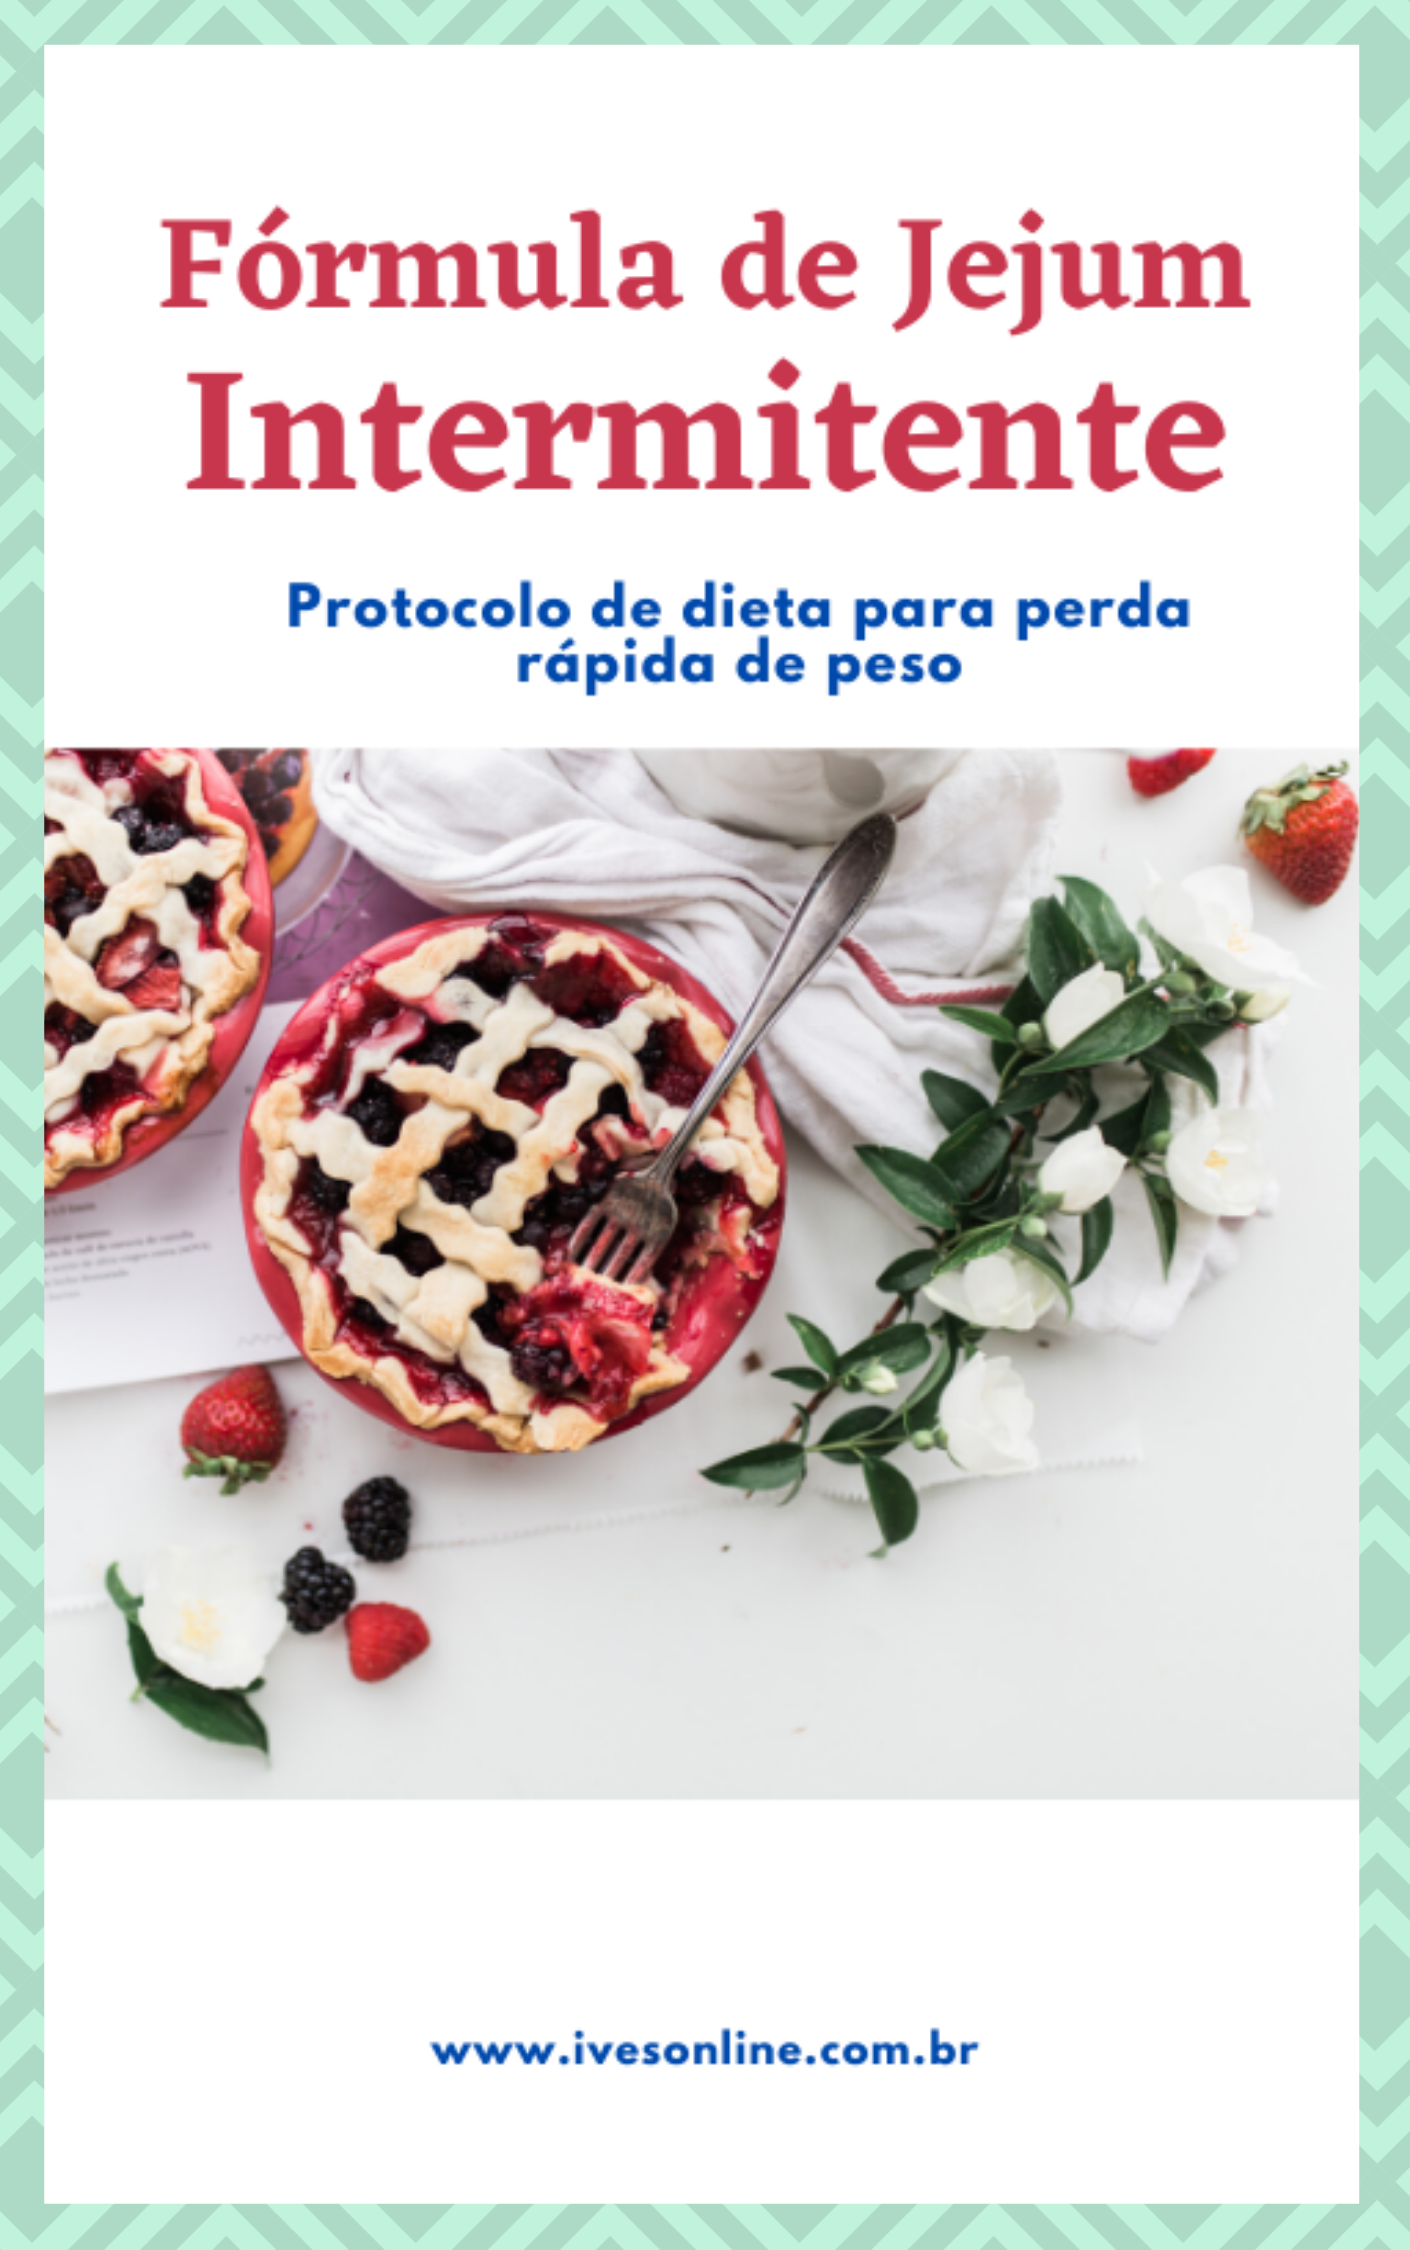 Fórmula de Jejum
Intermitente
Protocolo de dieta para perda
rápida de peso
www.ivesonline.com.br